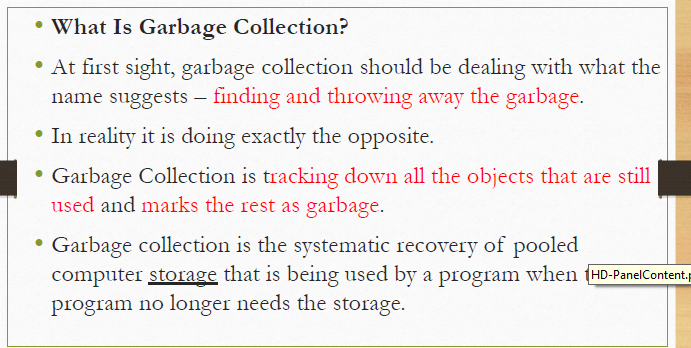 • What Is Garbage Collection?
• At first sight, garbage collection should be dealing with what the
name suggests – finding and throwing away the garbage.
• In reality it is doing exactly the opposite.
• Garbage Collection is tracking down all the objects that are still
used and marks the rest as garbage.
• Garbage collection is the systematic recovery of pooled
computer storage that is being used by a program when
HD-PanelContent.p
program no longer needs the storage.